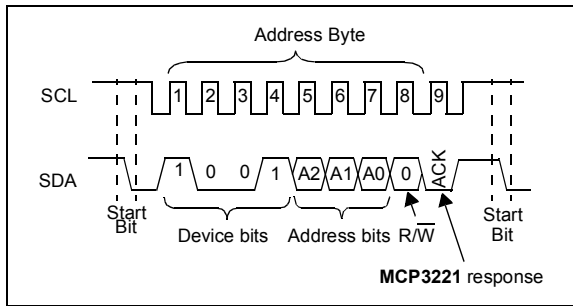 Address Byte
SCL 1 2 3 4 5 6 7 8 9
SDA 1 0 0 1 A2 A1 A0 0 ACK
Start Bit
Device bits
Address bits
R/W̅
Start Bit
MCP3221 response